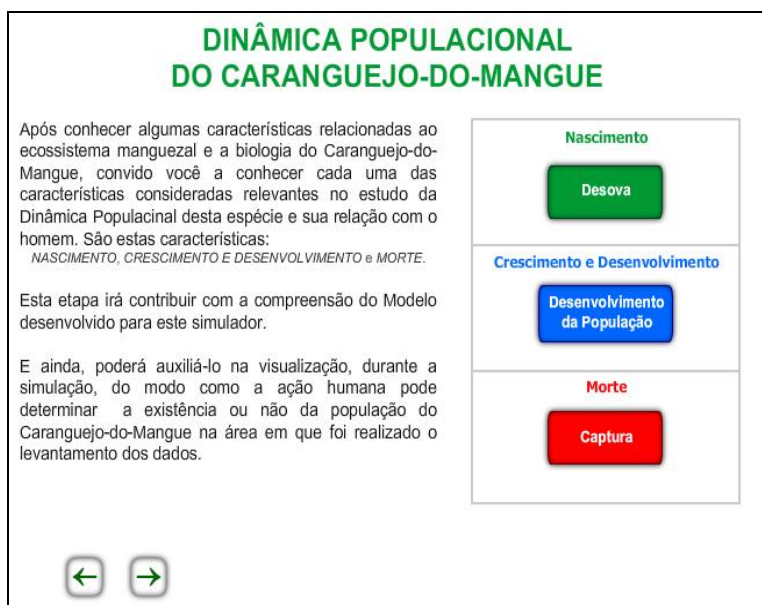 DINÂMICA POPULACIONAL
DO CARANGUEJO-DO-MANGUE
Após conhecer algumas características relacionadas ao
ecossistema manguezal e a biologia do Caranguejo-do-
Mangue, convido você a conhecer cada uma das
características consideradas relevantes no estudo da
Dinâmica Populacinal desta espécie e sua relação com o
homem. São estas características:
NASCIMENTO, CRESCIMENTO E DESENVOLVIMENTO e MORTE.
Esta etapa irá contribuir com a compreensão do Modelo
desenvolvido para este simulador.
E ainda, poderá auxiliá-lo na visualização, durante a
simulação, do modo como a ação humana pode
determinar a existência ou não da população do
Caranguejo-do-Mangue na área em que foi realizado o
levantamento dos dados.
Nascimento
Desova
Crescimento e Desenvolvimento
Desenvolvimento
da População
Morte
Captura